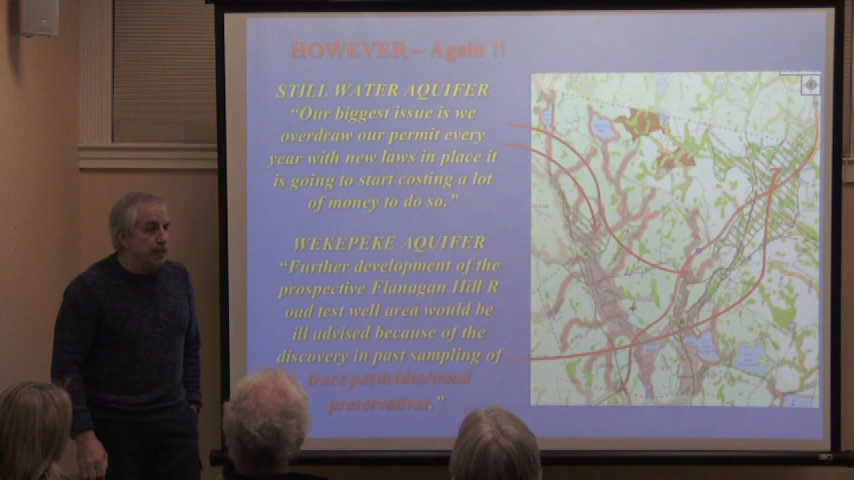 HOWEVER – Again !!
STILL WATER AQUIFER
“Our biggest issue is we
overdraw our permit every
year with new laws in place it
is going to start costing a lot
of money to do so.”
WEKEPEKE AQUIFER
“Further development of the
prospective Flanagan Hill R
oad test well area would be
ill advised because of the
discovery in past sampling of
trace pesticides/wood
preservatives.”